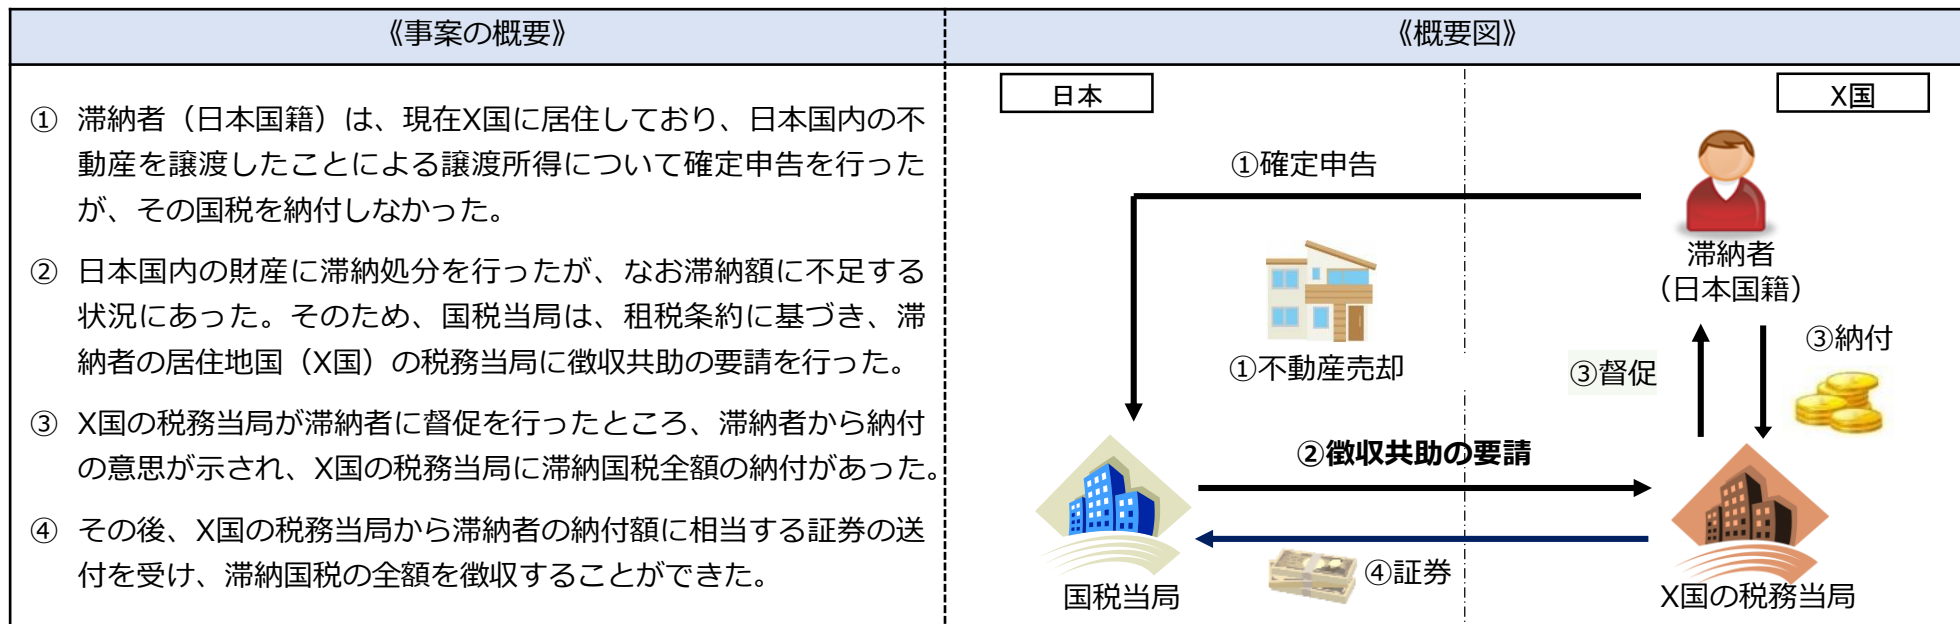 《事案の概要》
① 滞納者（日本国籍）は、現在X国に居住しており、日本国内の不
動産を譲渡したことによる譲渡所得について確定申告を行った
が、その国税を納付しなかった。
② 日本国内の財産に滞納処分を行ったが、なお滞納額に不足する
状況にあった。そのため、国税当局は、租税条約に基づき、滞
納者の居住地国（X国）の税務当局に徴収共助の要請を行った。
③ X国の税務当局が滞納者に督促を行ったところ、滞納者から納付
の意思が示され、X国の税務当局に滞納国税全額の納付があった。
④ その後、X国の税務当局から滞納者の納付額に相当する証券の送
付を受け、滞納国税の全額を徴収することができた。
《概要図》
日本
X国
①確定申告
滞納者
（日本国籍）
①不動産売却
③督促
③納付
②徴収共助の要請
④証券
国税当局
X国の税務当局